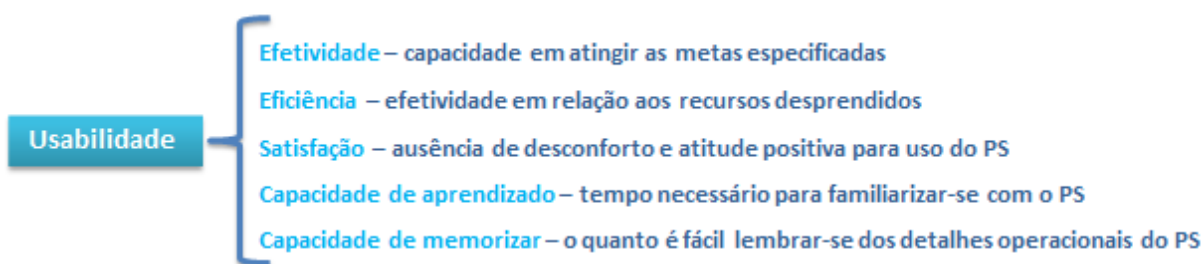 Usabilidade
Efetividade – capacidade em atingir as metas especificadas
Eficiência – efetividade em relação aos recursos desprendidos
Satisfação – ausência de desconforto e atitude positiva para uso do PS
Capacidade de aprendizado – tempo necessário para familiarizar-se com o PS
Capacidade de memorizar – o quanto é fácil lembrar-se dos detalhes operacionais do PS